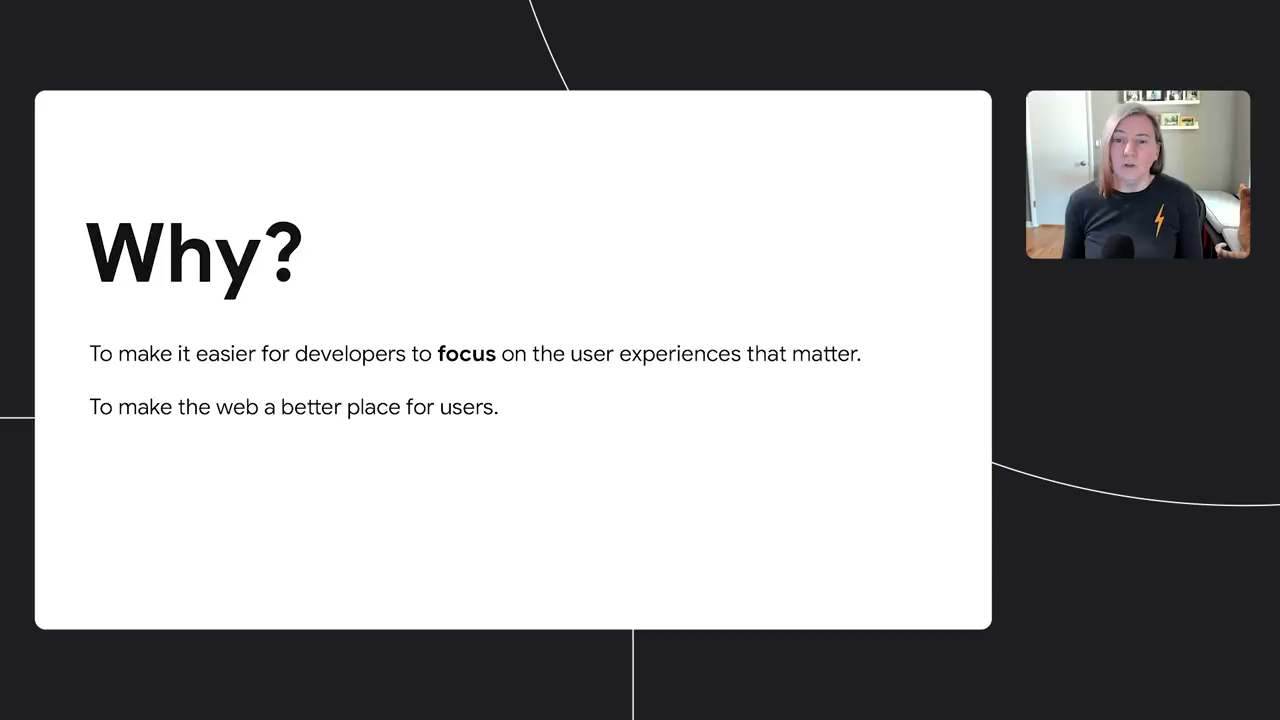 Why?
To make it easier for developers to focus on the user experiences that matter.
To make the web a better place for users.